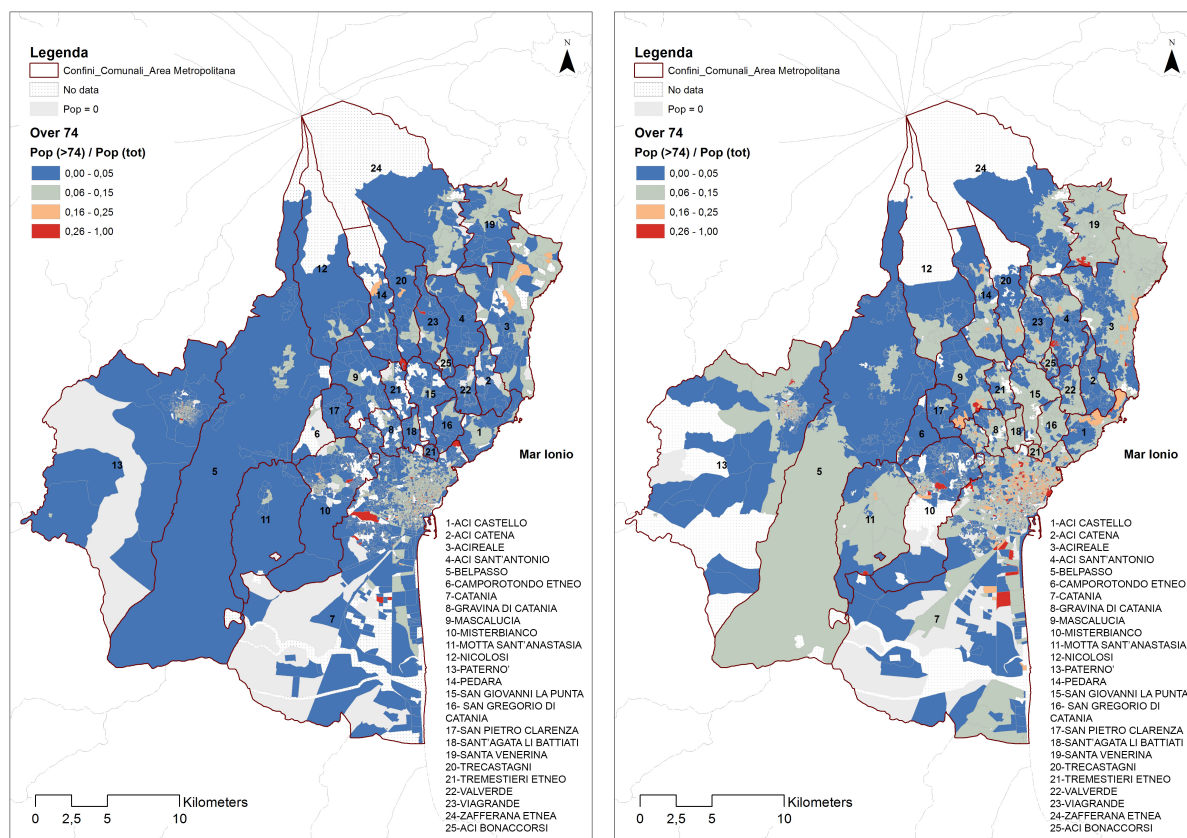 Legenda
Confini_Comunali_Area Metropolitana
No data
Pop = 0
Over 74
Pop (>74) / Pop (tot)
0,00 - 0,05
0,06 - 0,15
0,16 - 0,25
0,26 - 1,00
N
24
19
12
14
20
23
4
3
25
9
21
15
22
2
17
6
8
18
16
1
21
13
5
11
10
7
Mar Ionio
1-ACI CASTELLO
2-ACI CATENA
3-ACIREALE
4-ACI SANT'ANTONIO
5-BELPASSO
6-CAMPOROTONDO ETNEO
7-CATANIA
8-GRAVINA DI CATANIA
9-MASCALUCIA
10-MISTERBIANCO
11-MOTTA SANT'ANASTASIA
12-NICOLOSI
13-PATERNO'
14-PEDARA
15-SAN GIOVANNI LA PUNTA
16- SAN GREGORIO DI
CATANIA
17-SAN PIETRO CLARENZA
18-SANT'AGATA LI BATTIATI
19-SANTA VENERINA
20-TRECASTAGNI
21-TREMESTIERI ETNEO
22-VALVERDE
23-VIAGRANDE
24-ZAFFERANA ETNEA
25-ACI BONACCORSI
Kilometers
0 2,5 5 10
Legenda
Confini_Comunali_Area Metropolitana
No data
Pop = 0
Over 74
Pop (>74) / Pop (tot)
0,00 - 0,05
0,06 - 0,15
0,16 - 0,25
0,26 - 1,00
N
24
19
12
14
20
23
4
3
25
9
21
15
22
2
17
6
8
18
16
1
21
13
5
11
10
7
Mar Ionio
1-ACI CASTELLO
2-ACI CATENA
3-ACIREALE
4-ACI SANT'ANTONIO
5-BELPASSO
6-CAMPOROTONDO ETNEO
7-CATANIA
8-GRAVINA DI CATANIA
9-MASCALUCIA
10-MISTERBIANCO
11-MOTTA SANT'ANASTASIA
12-NICOLOSI
13-PATERNO'
14-PEDARA
15-SAN GIOVANNI LA PUNTA
16- SAN GREGORIO DI
CATANIA
17-SAN PIETRO CLARENZA
18-SANT'AGATA LI BATTIATI
19-SANTA VENERINA
20-TRECASTAGNI
21-TREMESTIERI ETNEO
22-VALVERDE
23-VIAGRANDE
24-ZAFFERANA ETNEA
25-ACI BONACCORSI
Kilometers
0 2,5 5 10